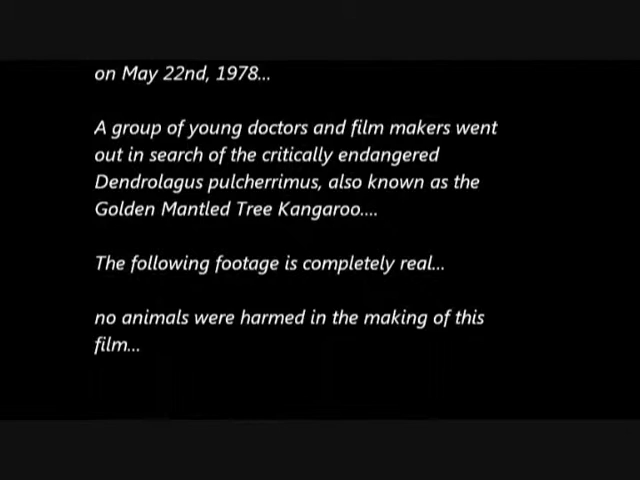 on May 22nd, 1978...
A group of young doctors and film makers went
out in search of the critically endangered
Dendrolagus pulcherrimus, also known as the
Golden Mantled Tree Kangaroo....
The following footage is completely real...
no animals were harmed in the making of this
film...